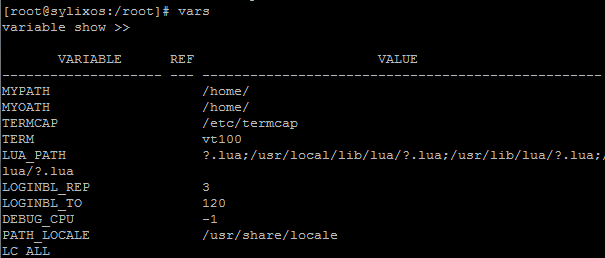 [root@sylixos:/root]# vars
variable show >>
VARIABLE REF VALUE
-------------------- --- --------------------------------------------------
MYPATH /home/
MYOATH /home/
TERMCAP /etc/termcap
TERM vt100
LUA_PATH ?.lua;/usr/local/lib/lua/?.lua;/usr/lib/lua/?.lua;/
lua/?.lua
LOGINBL_REP 3
LOGINBL_TO 120
DEBUG_CPU -1
PATH_LOCALE /usr/share/locale
LC_ALL